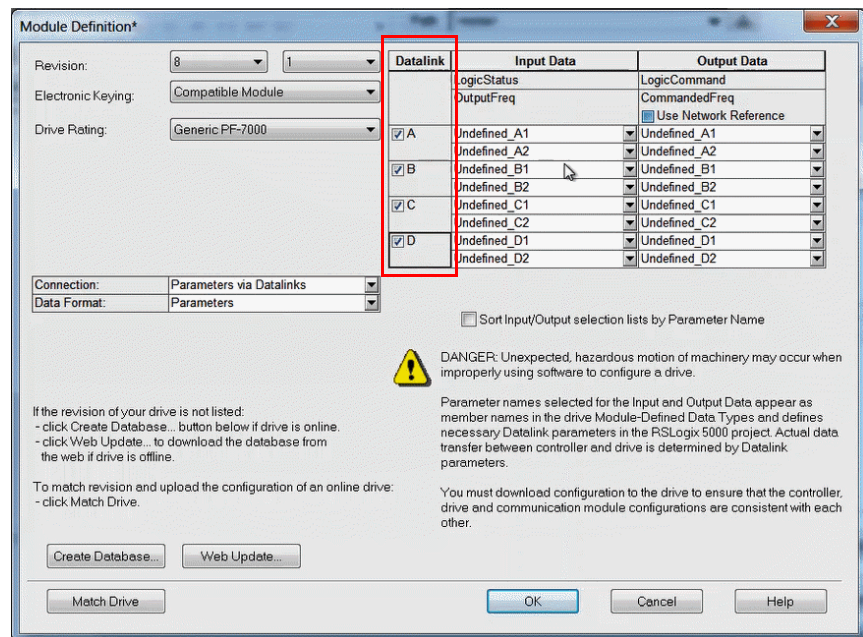 Module Definition*
Revision: 8 1
Electronic Keying: Compatible Module
Drive Rating: Generic PF-7000
Datalink Input Data Output Data
LogicStatus LogicCommand
OutputFreq CommandedFreq
Use Network Reference
A Undefined_A1 Undefined_A1
Undefined_A2 Undefined_A2
B Undefined_B1 Undefined_B1
Undefined_B2 Undefined_B2
C Undefined_C1 Undefined_C1
Undefined_C2 Undefined_C2
D Undefined_D1 Undefined_D1
Undefined_D2 Undefined_D2
Connection: Parameters via Datalinks
Data Format: Parameters
Sort Input/Output selection lists by Parameter Name
DANGER: Unexpected, hazardous motion of machinery may occur when
improperly using software to configure a drive.
Parameter names selected for the Input and Output Data appear as
member names in the drive Module-Defined Data Types and defines
necessary Datalink parameters in the RSLogix 5000 project. Actual data
transfer between controller and drive is determined by Datalink
parameters.
You must download configuration to the drive to ensure that the controller,
drive and communication module configurations are consistent with each
other.
If the revision of your drive is not listed:
- click Create Database... button below if drive is online.
- click Web Update... to download the database from
the web if drive is offline.
To match revision and upload the configuration of an online drive:
- click Match Drive.
Create Database... Web Update...
Match Drive OK Cancel Help